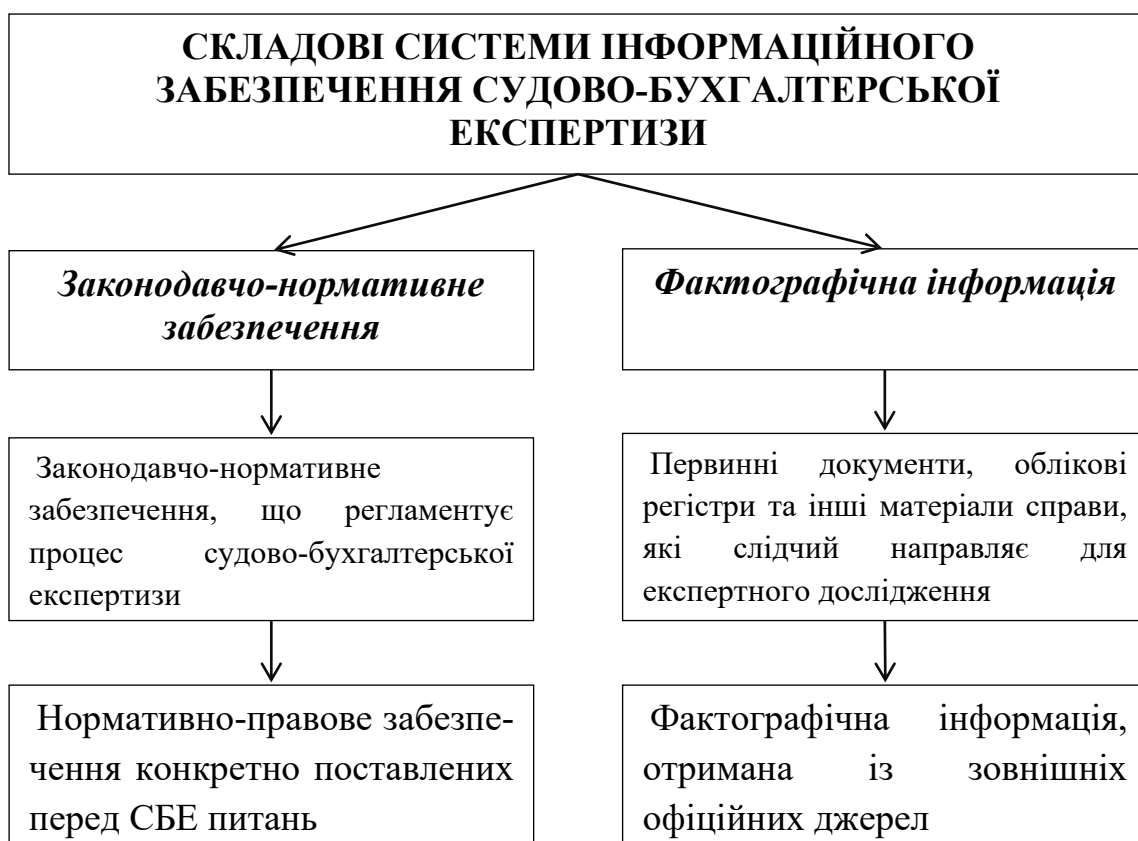 СКЛАДОВІ СИСТЕМИ ІНФОРМАЦІЙНОГО
ЗАБЕЗПЕЧЕННЯ СУДОВО-БУХГАЛТЕРСЬКОЇ
ЕКСПЕРТИЗИ
Законодавчо-нормативне
забезпечення
Фактографічна інформація
Законодавчо-нормативне
забезпечення, що регламентує
процес судово-бухгалтерської
експертизи
Первинні документи, облікові
регістри та інші матеріали справи,
які слідчий направляє для
експертного дослідження
Нормативно-правове забезпе-
чення конкретно поставлених
перед СБЕ питань
Фактографічна інформація,
отримана із зовнішніх
офіційних джерел